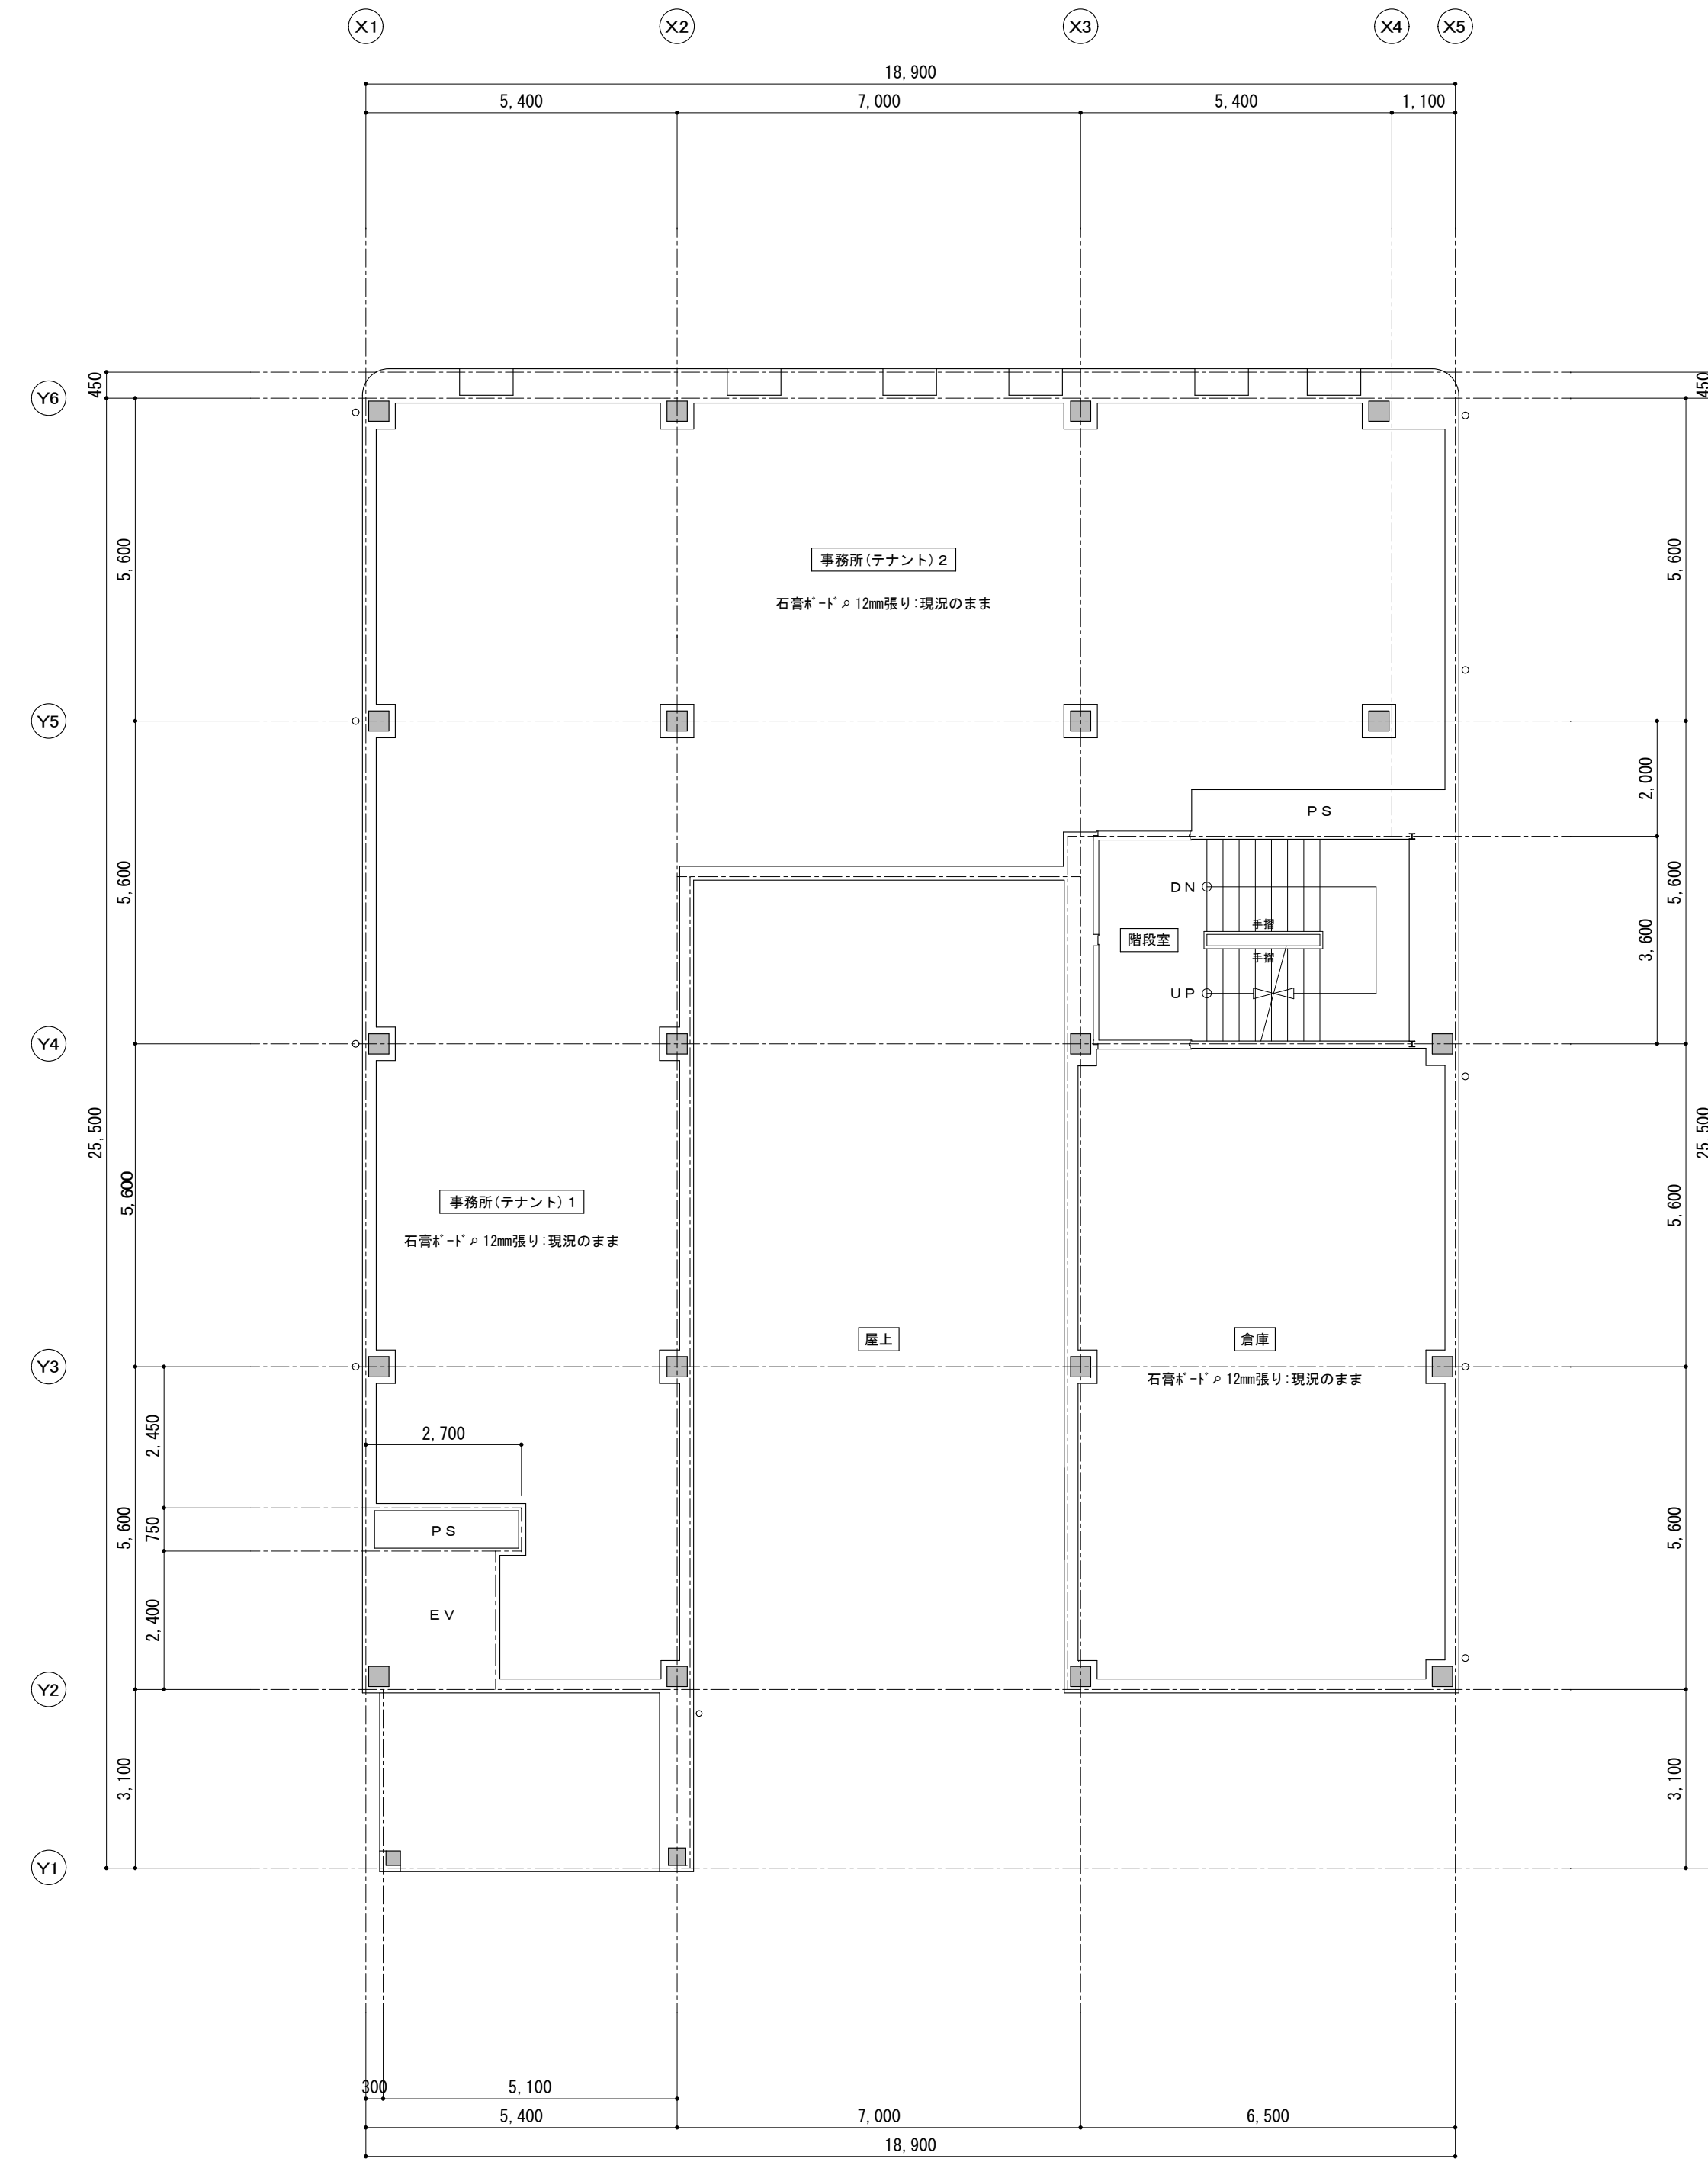 X1 X2 X3 X4 X5
18,900
5,400 7,000 5,400 1,100
450 450
Y6
5,600 5,600
事務所(テナント)2
石膏ﾎﾞｰﾄﾞ 12mm張り:現況のまま
Y5
2,000
PS
5,600 5,600
DN
手摺
階段室
3,600
手摺
UP
Y4
25,500 25,500
5,600 5,600
事務所(テナント)1
石膏ﾎﾞｰﾄﾞ 12mm張り:現況のまま
屋上
倉庫
Y3
石膏ﾎﾞｰﾄﾞ 12mm張り:現況のまま
2,450
2,700
5,600 5,600
750
PS
2,400
EV
Y2
3,100 3,100
Y1
300 5,100
5,400 7,000 6,500
18,900